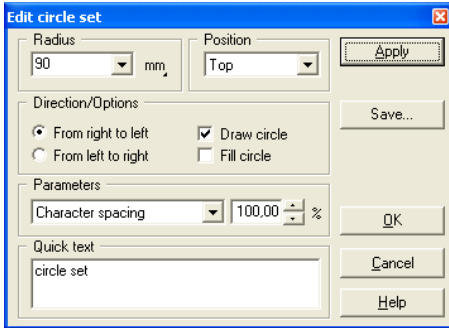 Edit circle set
Radius
90 mm
Position
Top
Apply
Direction/Options
From right to left
Draw circle
From left to right
Fill circle
Save...
Parameters
Character spacing 100,00 %
OK
Quick text
circle set
Cancel
Help